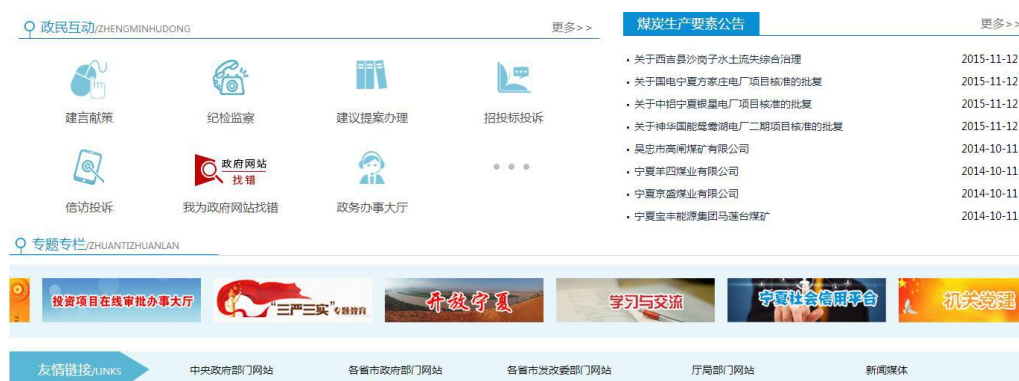 政民互动/ZHENGMINHUDONG 更多>>
建言献策 纪检监察 建议提案办理 招投标投诉
政府网站
找错
信访投诉 我为政府网站找错 政务办事大厅
煤炭生产要素公告 更多>>
• 关于西吉县沙岗子水土流失综合治理 2015-11-12
• 关于国电宁夏方家庄电厂项目核准的批复 2015-11-12
• 关于中铝宁夏银星电厂项目核准的批复 2015-11-12
• 关于神华国能鸳鸯湖电厂二期项目核准的批复 2015-11-12
• 吴忠市高闸煤矿有限公司 2014-10-11
• 宁夏羊四煤业有限公司 2014-10-11
• 宁夏京盛煤业有限公司 2014-10-11
• 宁夏宝丰能源集团马莲台煤矿 2014-10-11
专题专栏/ZHUANTIZHUANLAN
投资项目在线审批办事大厅 “三严三实”专题教育 开放宁夏 学习与交流 宁夏社会信用平台 机关党建
友情链接/LINKS 中央政府部门网站 各省市政府部门网站 各省市发改委部门网站 厅局部门网站 新闻媒体